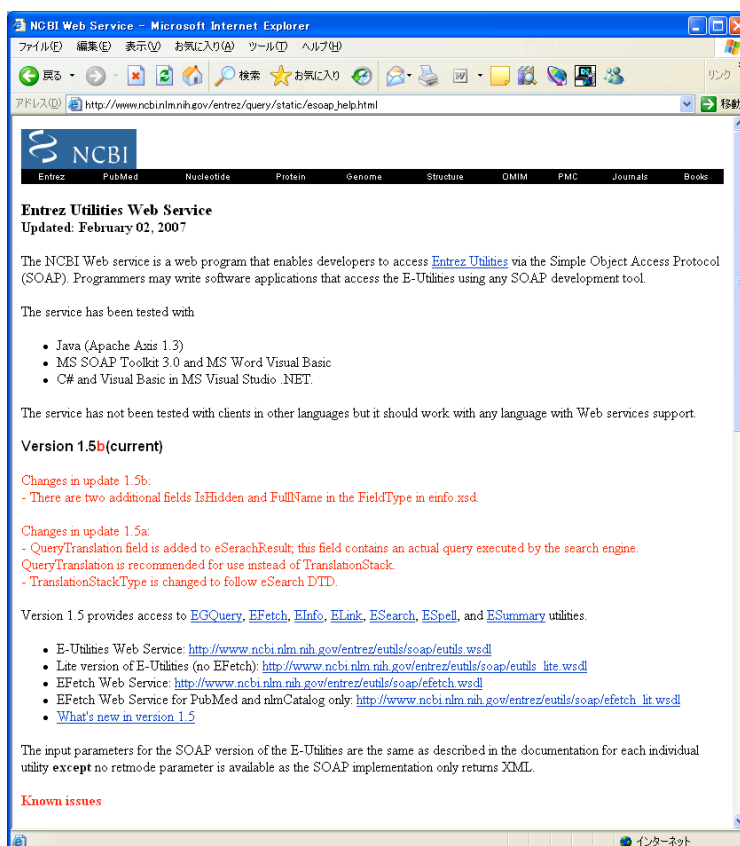 NCBI Web Service - Microsoft Internet Explorer
ファイル(F) 編集(E) 表示(V) お気に入り(A) ツール(T) ヘルプ(H)
戻る 検索 お気に入り リンク
アドレス(D) http://www.ncbi.nlm.nih.gov/entrez/query/static/esoap_help.html 移動
NCBI
Entrez PubMed Nucleotide Protein Genome Structure OMIM PMC Journals Books
Entrez Utilities Web Service
Updated: February 02, 2007
The NCBI Web service is a web program that enables developers to access Entrez Utilities via the Simple Object Access Protocol
(SOAP). Programmers may write software applications that access the E-Utilities using any SOAP development tool.
The service has been tested with
• Java (Apache Axis 1.3)
• MS SOAP Toolkit 3.0 and MS Word Visual Basic
• C# and Visual Basic in MS Visual Studio .NET.
The service has not been tested with clients in other languages but it should work with any language with Web services support.
Version 1.5b(current)
Changes in update 1.5b:
- There are two additional fields IsHidden and FullName in the FieldType in einfo.xsd.
Changes in update 1.5a:
- QueryTranslation field is added to eSerachResult; this field contains an actual query executed by the search engine.
QueryTranslation is recommended for use instead of TranslationStack.
- TranslationStackType is changed to follow eSearch DTD.
Version 1.5 provides access to EGQuery, EFetch, EInfo, ELink, ESearch, ESpell, and ESummary utilities.
• E-Utilities Web Service: http://www.ncbi.nlm.nih.gov/entrez/eutils/soap/eutils.wsdl
• Lite version of E-Utilities (no EFetch): http://www.ncbi.nlm.nih.gov/entrez/eutils/soap/eutils_lite.wsdl
• EFetch Web Service: http://www.ncbi.nlm.nih.gov/entrez/eutils/soap/efetch.wsdl
• EFetch Web Service for PubMed and nlmCatalog only: http://www.ncbi.nlm.nih.gov/entrez/eutils/soap/efetch_lit.wsdl
• What's new in version 1.5
The input parameters for the SOAP version of the E-Utilities are the same as described in the documentation for each individual
utility except no retmode parameter is available as the SOAP implementation only returns XML.
Known issues
インターネット